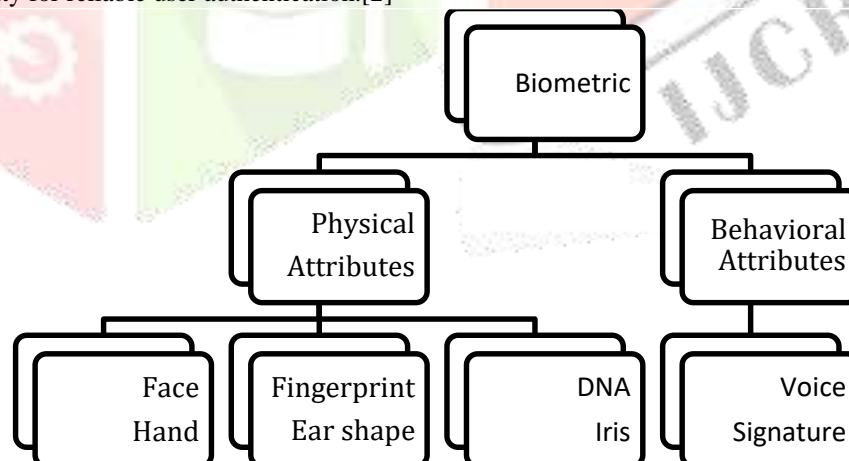 for reliable user authentication.[2]
IJCR
Biometric
Physical
Attributes
Behavioral
Attributes
Face
Hand
Fingerprint
Ear shape
DNA
Iris
Voice
Signature